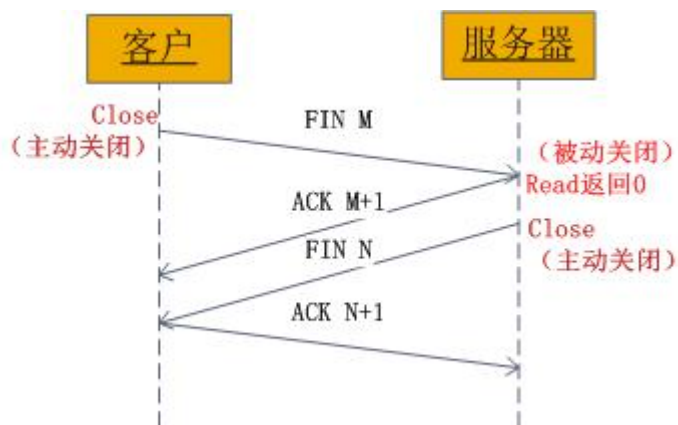 客户
服务器
Close
（主动关闭）
FIN M
（被动关闭）
Read返回0
ACK M+1
Close
（主动关闭）
FIN N
ACK N+1